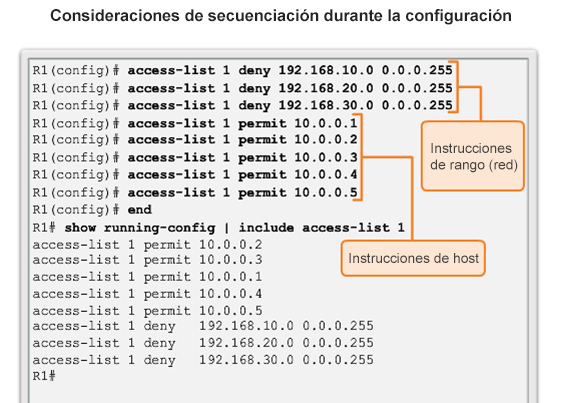 Consideraciones de secuenciación durante la configuración
R1(config)# access-list 1 deny 192.168.10.0 0.0.0.255
R1(config)# access-list 1 deny 192.168.20.0 0.0.0.255
R1(config)# access-list 1 deny 192.168.30.0 0.0.0.255
R1(config)# access-list 1 permit 10.0.0.1
R1(config)# access-list 1 permit 10.0.0.2
R1(config)# access-list 1 permit 10.0.0.3
R1(config)# access-list 1 permit 10.0.0.4
R1(config)# access-list 1 permit 10.0.0.5
R1(config)# end
R1# show running-config | include access-list 1
access-list 1 permit 10.0.0.2
access-list 1 permit 10.0.0.3
access-list 1 permit 10.0.0.1
access-list 1 permit 10.0.0.4
access-list 1 permit 10.0.0.5
access-list 1 deny   192.168.10.0 0.0.0.255
access-list 1 deny   192.168.20.0 0.0.0.255
access-list 1 deny   192.168.30.0 0.0.0.255
R1#
Instrucciones
de rango (red)
Instrucciones de host